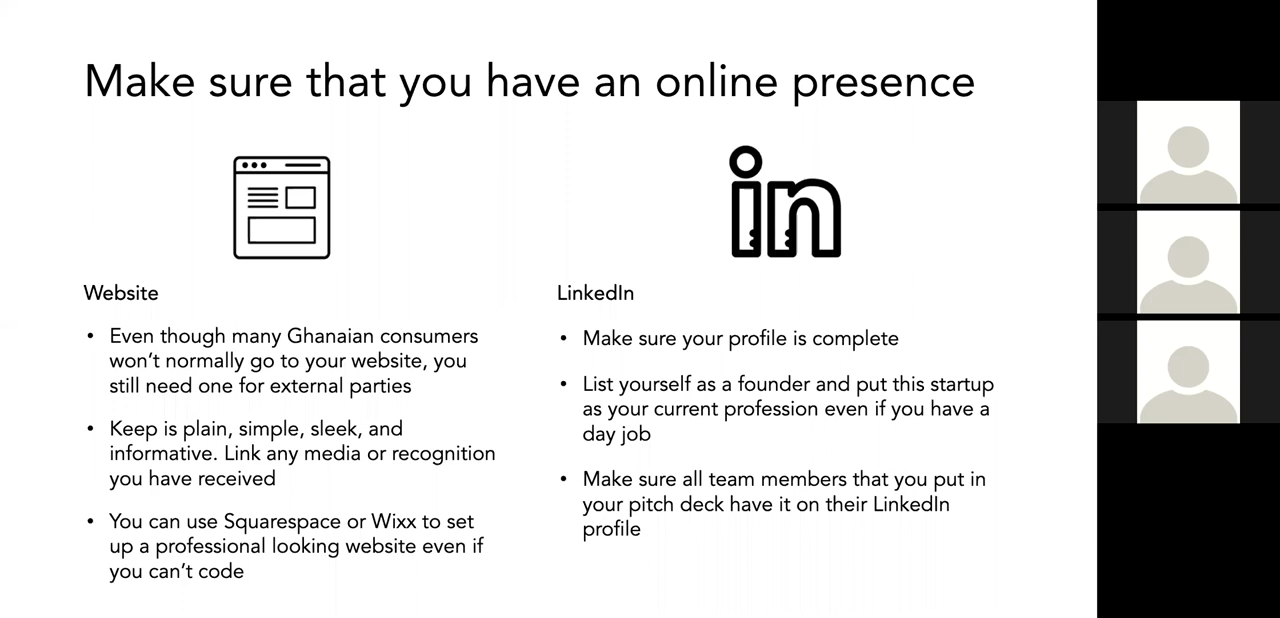 Make sure that you have an online presence
in
Website
• Even though many Ghanaian consumers
won't normally go to your website, you
still need one for external parties
• Keep is plain, simple, sleek, and
informative. Link any media or recognition
you have received
• You can use Squarespace or Wixx to set
up a professional looking website even if
you can't code
LinkedIn
• Make sure your profile is complete
• List yourself as a founder and put this startup
as your current profession even if you have a
day job
• Make sure all team members that you put in
your pitch deck have it on their LinkedIn
profile